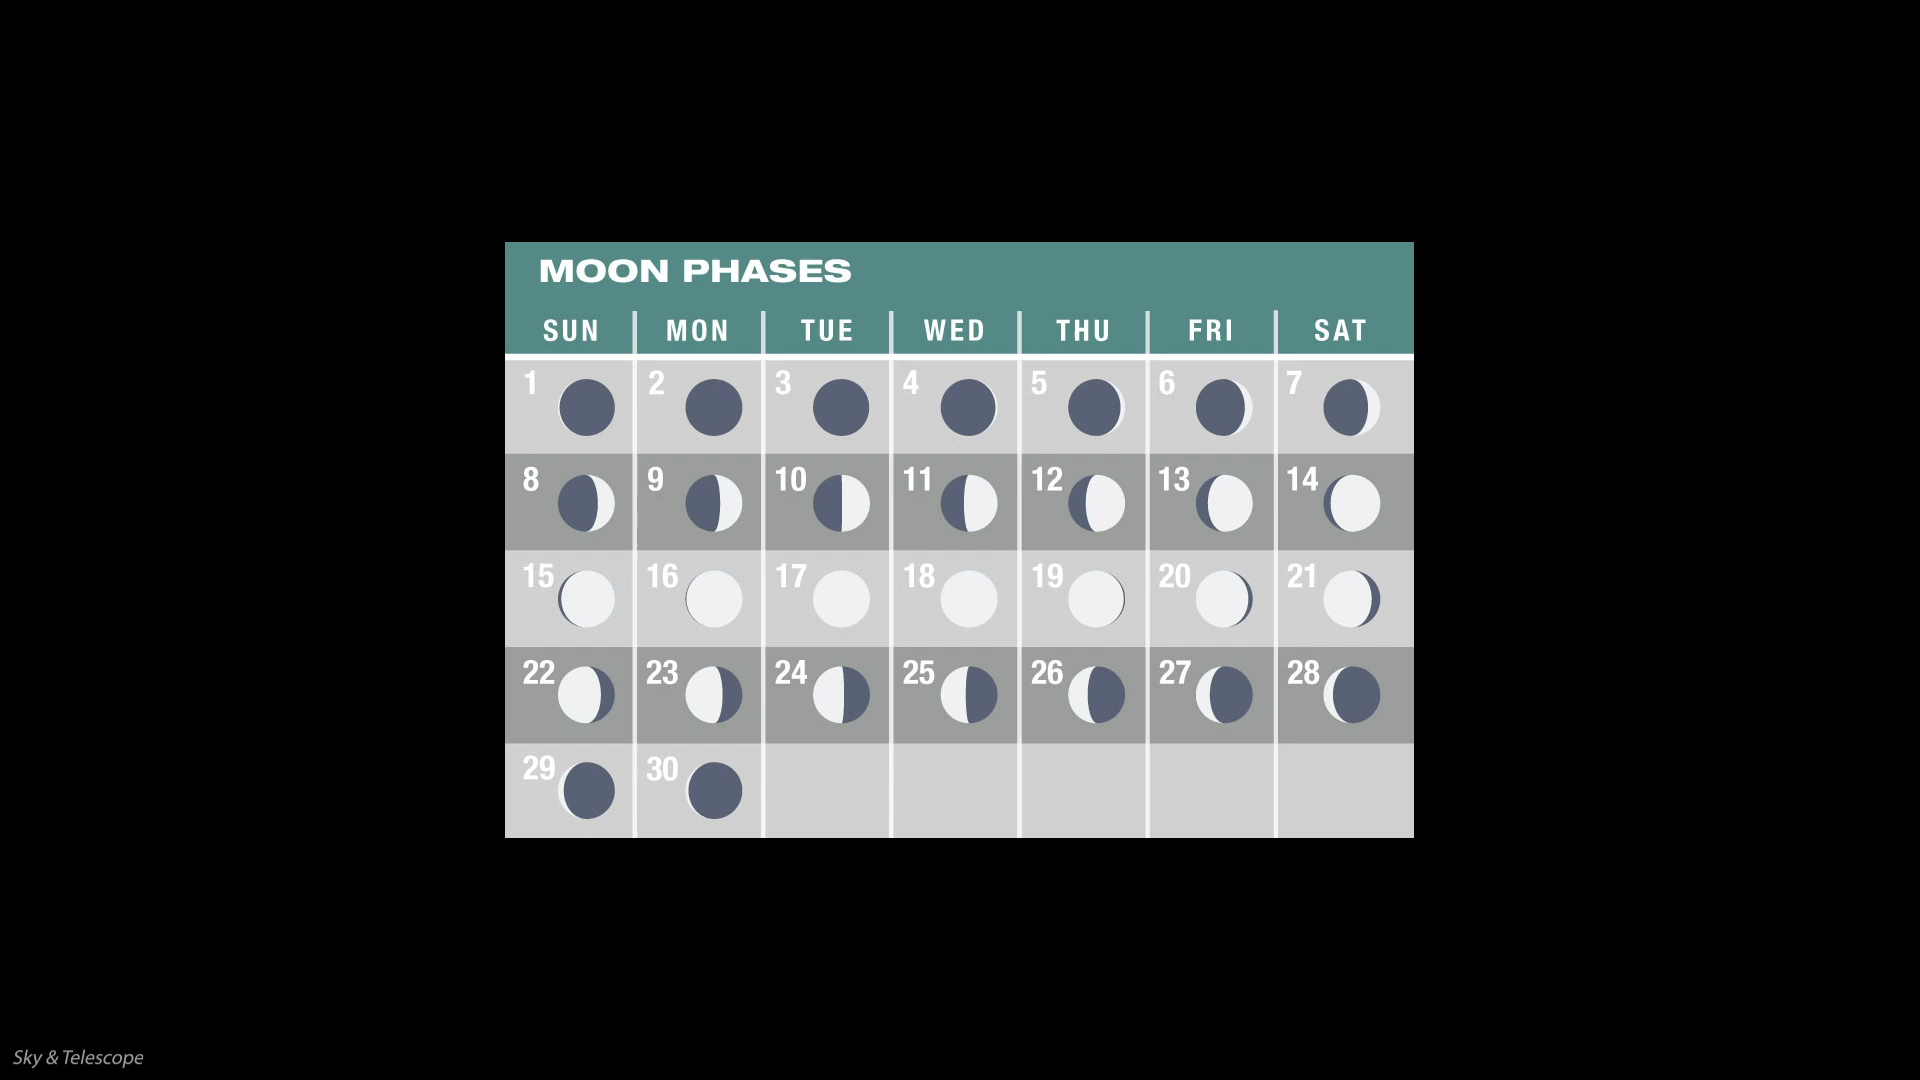 MOON PHASES
SUN MON TUE WED THU FRI SAT
1 2 3 4 5 6 7
8 9 10 11 12 13 14
15 16 17 18 19 20 21
22 23 24 25 26 27 28
29 30
Sky & Telescope